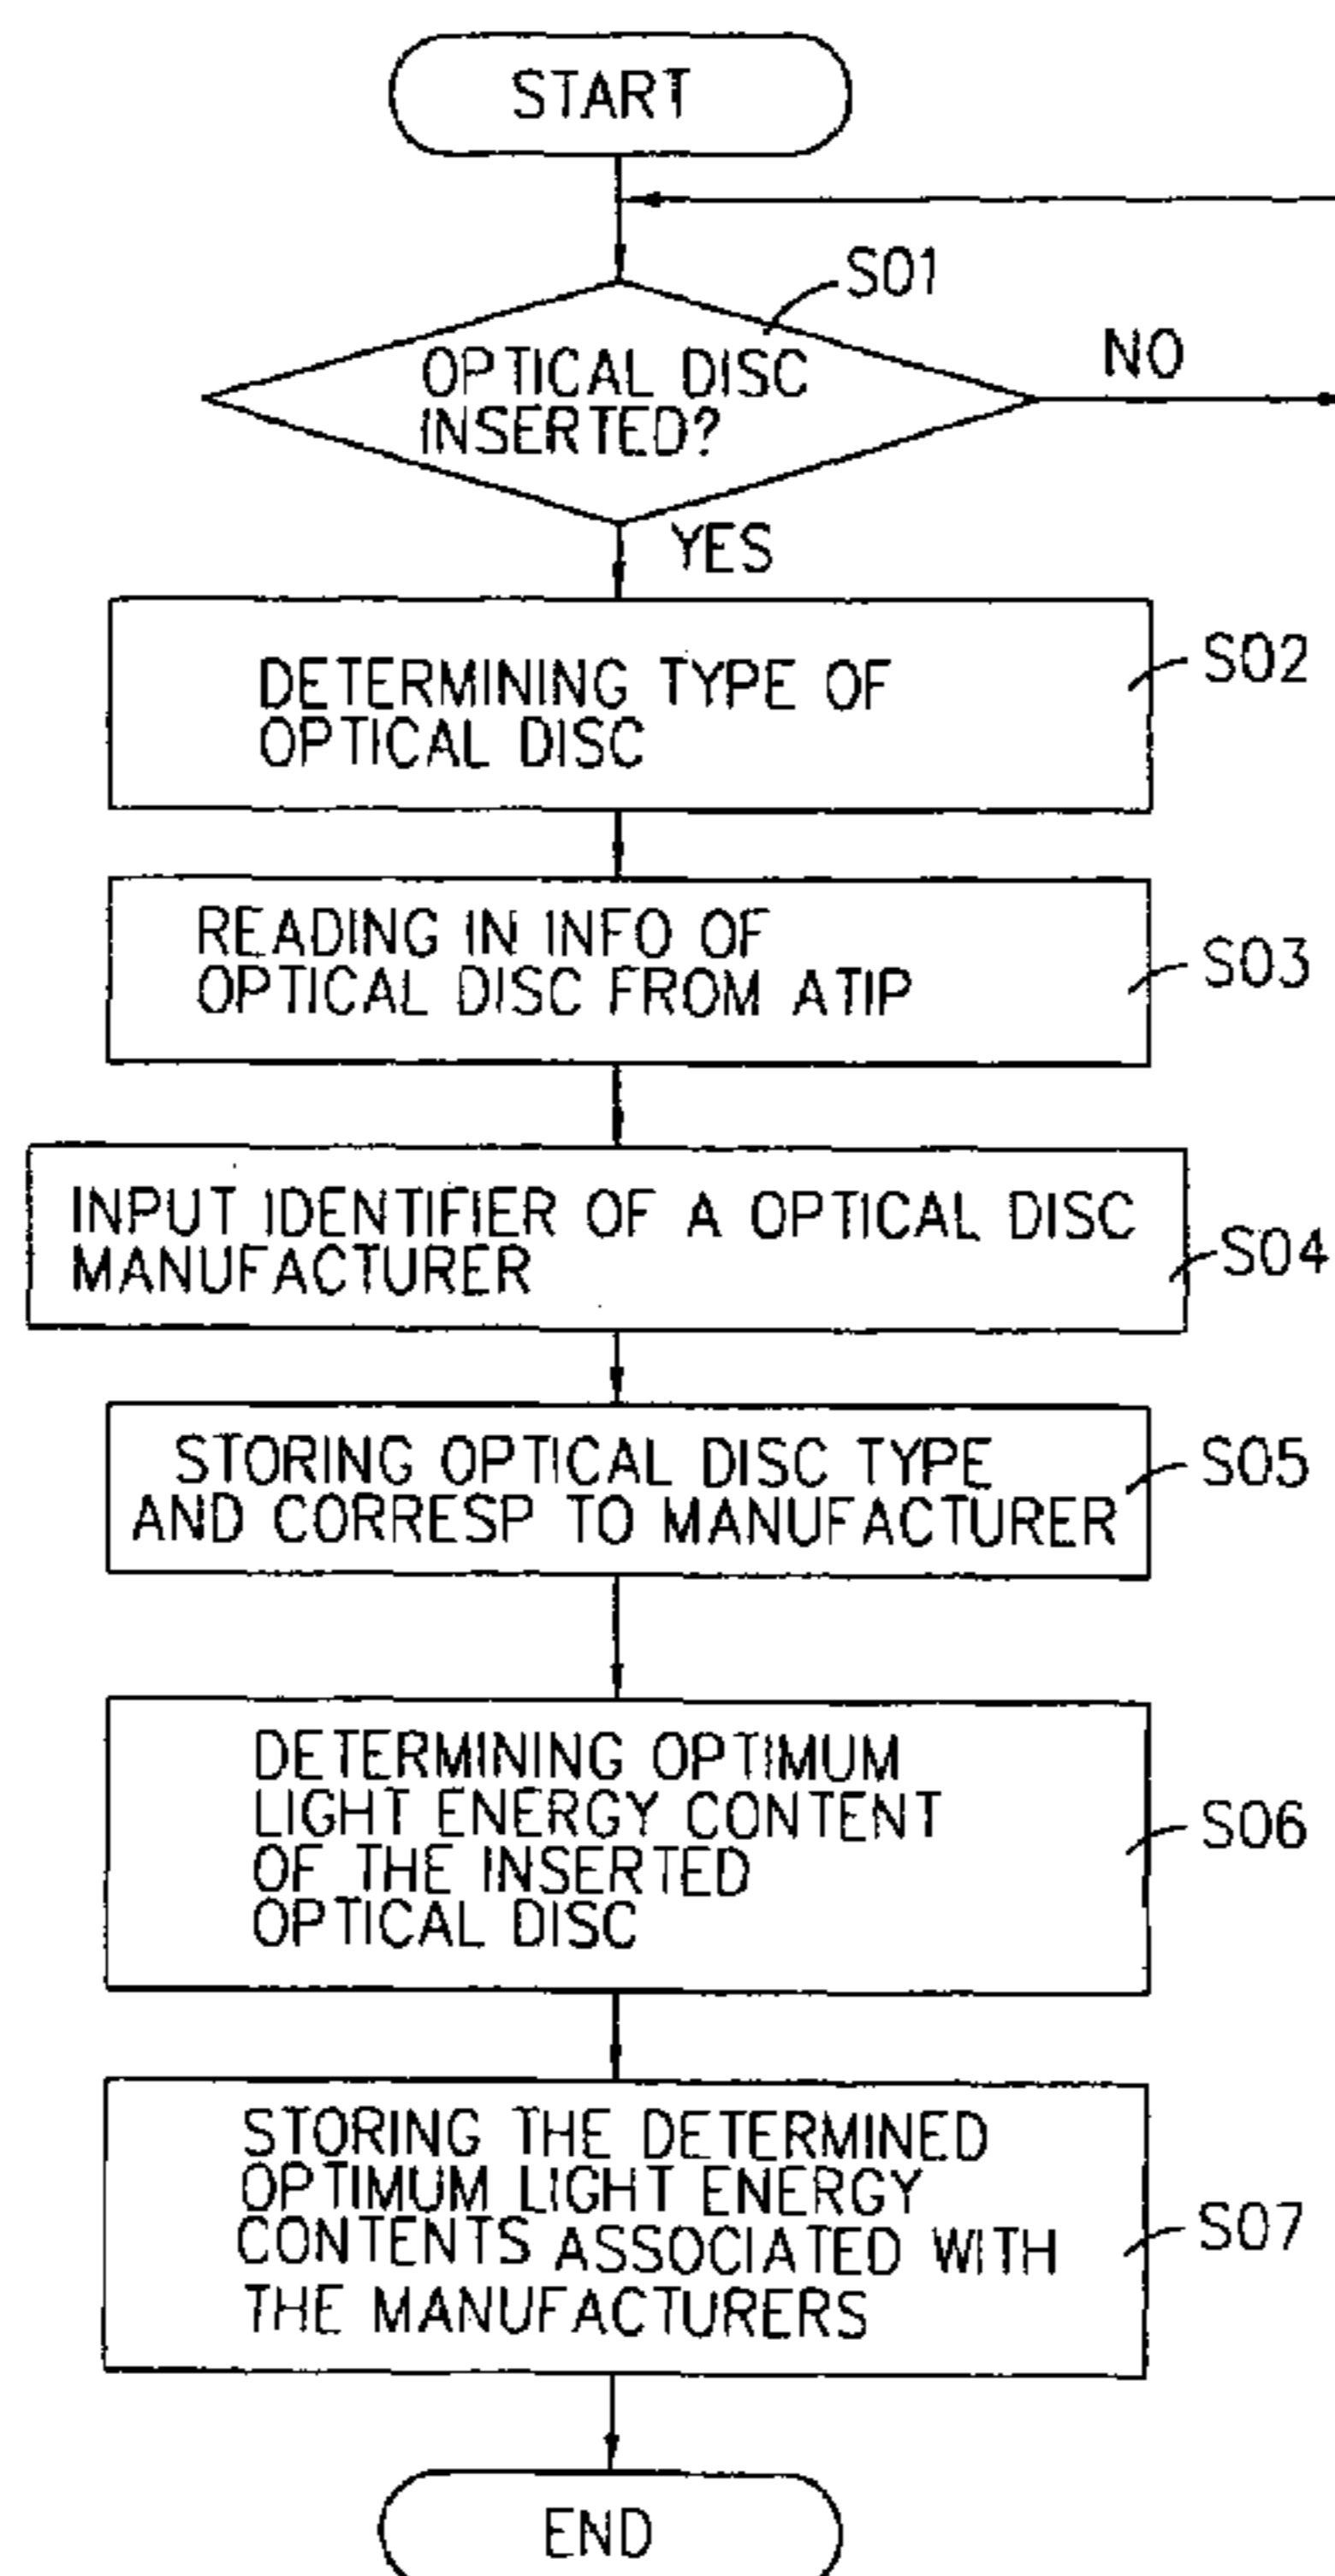 START
S01
OPTICAL DISC
INSERTED?
NO
YES
DETERMINING TYPE OF
OPTICAL DISC
S02
READING IN INFO OF
OPTICAL DISC FROM ATIP
S03
INPUT IDENTIFIER OF A OPTICAL DISC
MANUFACTURER
S04
STORING OPTICAL DISC TYPE
AND CORRESP TO MANUFACTURER
S05
DETERMINING OPTIMUM
LIGHT ENERGY CONTENT
OF THE INSERTED
OPTICAL DISC
S06
STORING THE DETERMINED
OPTIMUM LIGHT ENERGY
CONTENTS ASSOCIATED WITH
THE MANUFACTURERS
S07
END